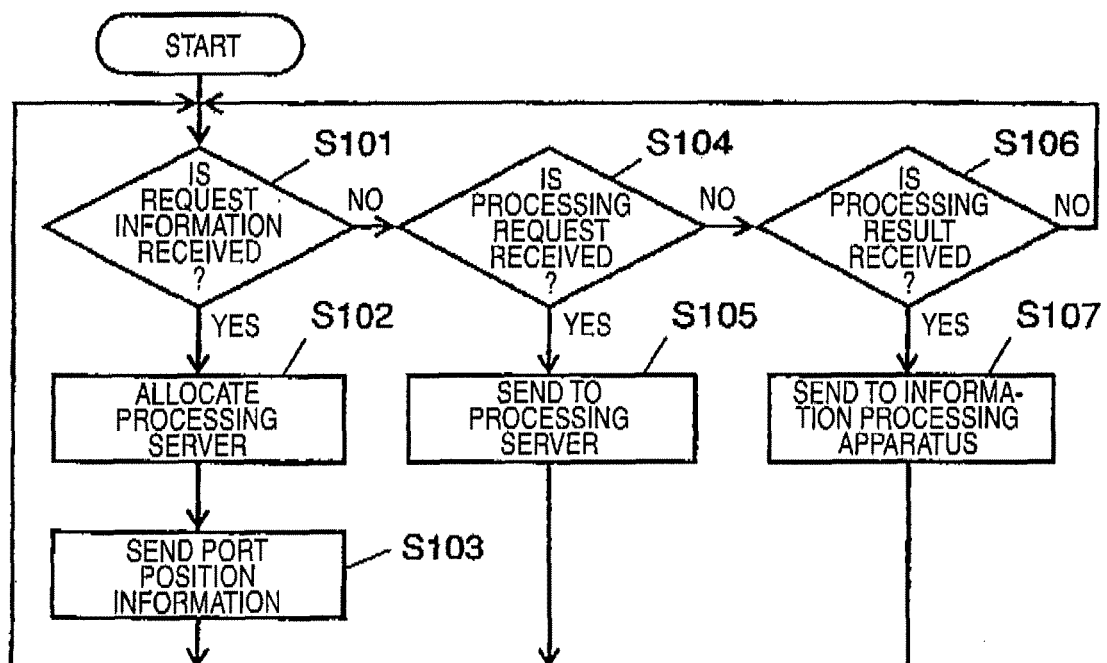 START
S101
IS
REQUEST
INFORMATION
RECEIVED
?
NO
YES
S104
IS
PROCESSING
REQUEST
RECEIVED
?
NO
YES
S106
IS
PROCESSING
RESULT
RECEIVED
?
NO
YES
S102
ALLOCATE
PROCESSING
SERVER
S105
SEND TO
PROCESSING
SERVER
S107
SEND TO INFORMA-
TION PROCESSING
APPARATUS
S103
SEND PORT
POSITION
INFORMATION